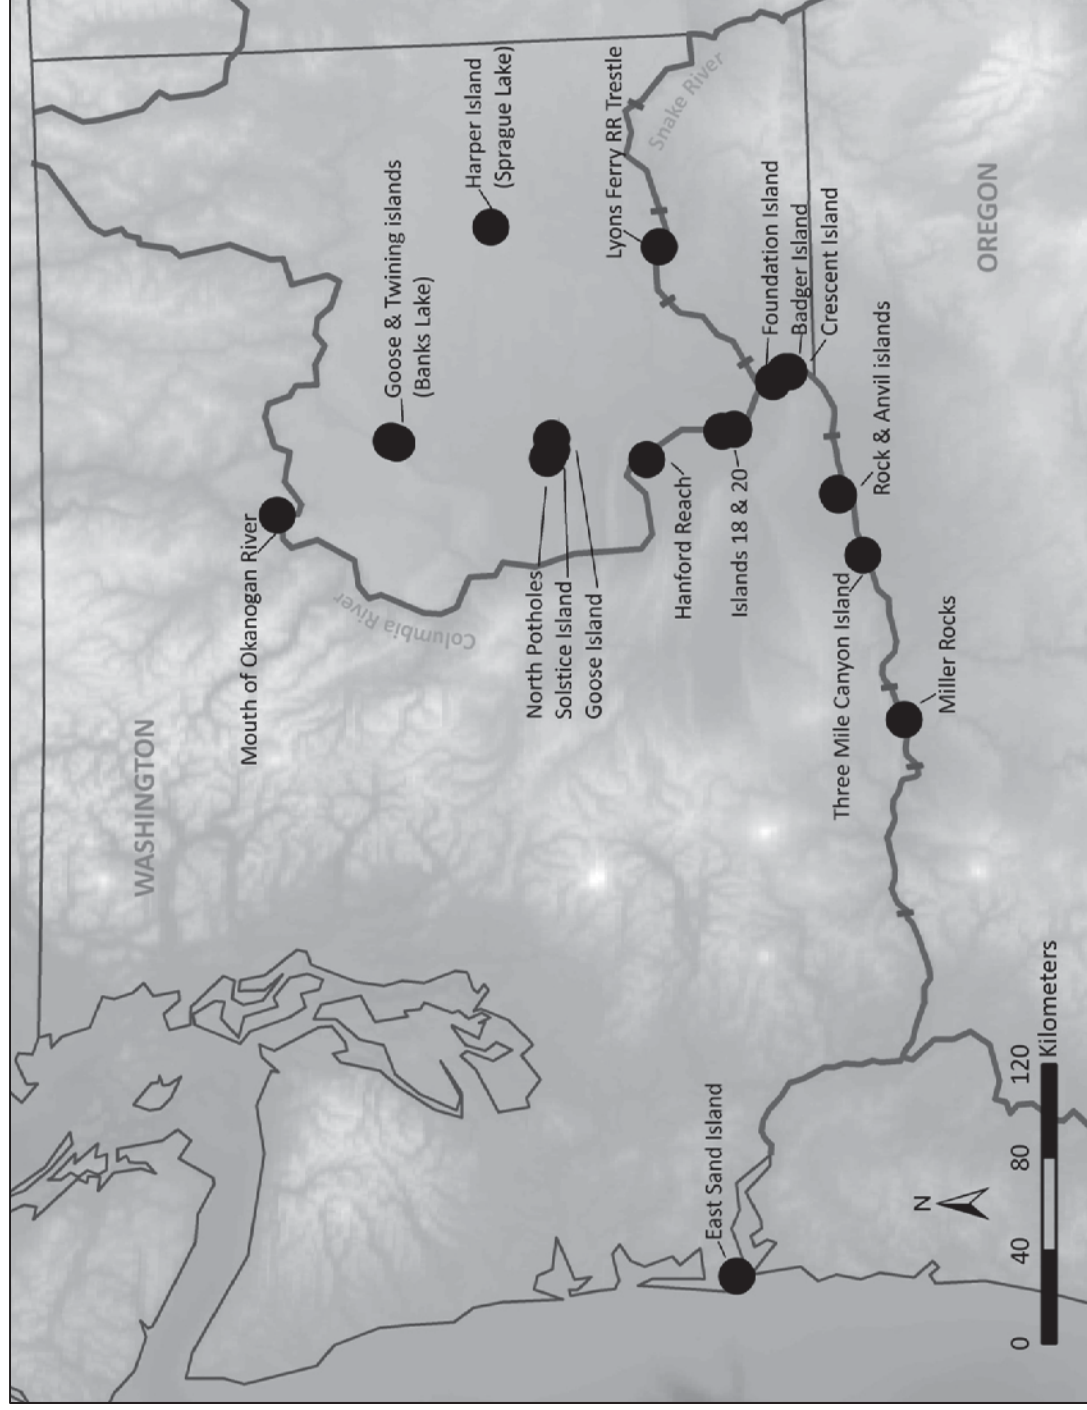 WASHINGTON
Mouth of Okanogan River
Columbia River
Goose & Twining islands
(Banks Lake)
Harper Island
(Sprague Lake)
North Potholes
Solstice Island
Goose Island
Lyons Ferry RR Trestle
Snake River
Hanford Reach
Islands 18 & 20
East Sand Island
Foundation Island
Badger Island
Crescent Island
Three Mile Canyon Island
Rock & Anvil islands
Miller Rocks
OREGON
N
0 40 80 120
Kilometers